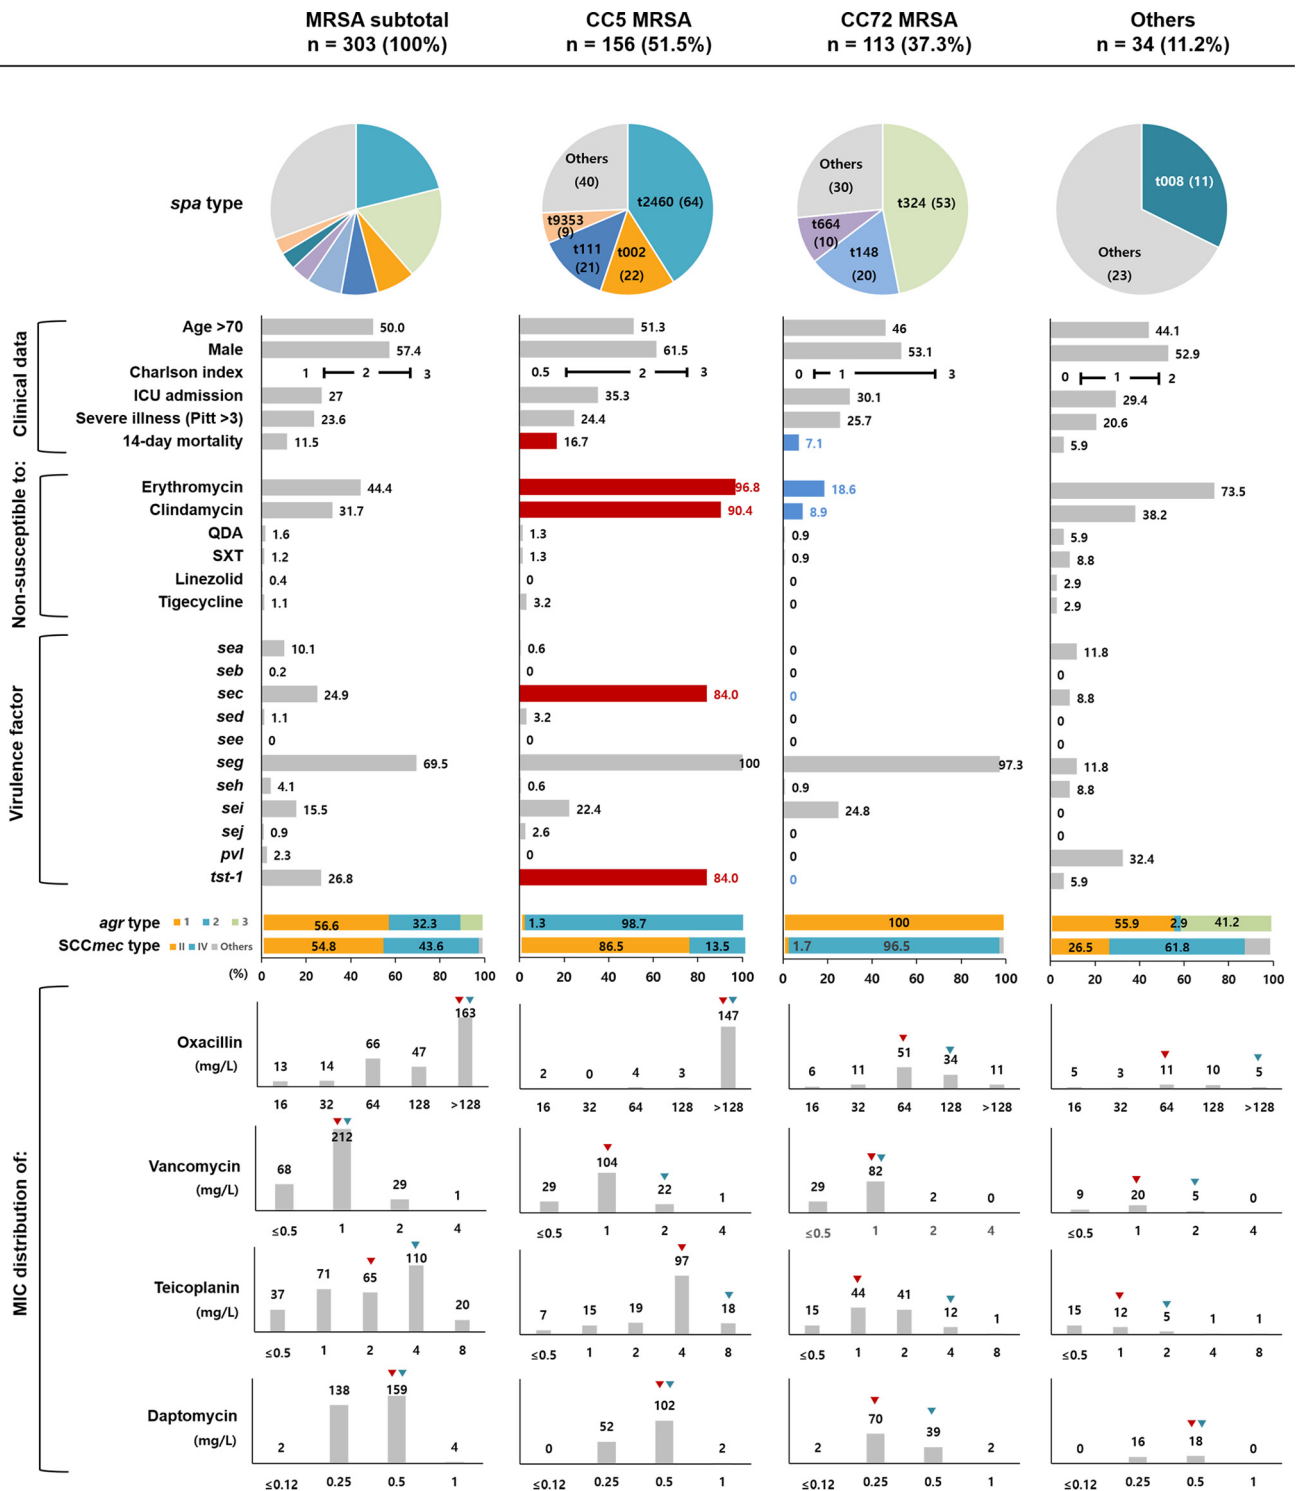 MRSA subtotal
n = 303 (100%)
CC5 MRSA
n = 156 (51.5%)
CC72 MRSA
n = 113 (37.3%)
Others
n = 34 (11.2%)
spa type
Others
(40)
t2460 (64)
t9353
(9)
t111
(21)
t002
(22)
Others
(30)
t324 (53)
t664
(10)
t148
(20)
t008 (11)
Others
(23)
Clinical data
Age >70 50.0 51.3 46 44.1
Male 57.4 61.5 53.1 52.9
Charlson index 1 2 3 0.5 2 3 0 1 3 0 1 2
ICU admission 27 35.3 30.1 29.4
Severe illness (Pitt >3) 23.6 24.4 25.7 20.6
14-day mortality 11.5 16.7 7.1 5.9
Non-susceptible to:
Erythromycin 44.4 96.8 18.6 73.5
Clindamycin 31.7 90.4 8.9 38.2
QDA 1.6 1.3 0.9 5.9
SXT 1.2 1.3 0.9 8.8
Linezolid 0.4 0 0 2.9
Tigecycline 1.1 3.2 0 2.9
Virulence factor
sea 10.1 0.6 0 11.8
seb 0.2 0 0 0
sec 24.9 84.0 0 8.8
sed 1.1 3.2 0 0
see 0 0 0 0
seg 69.5 100 97.3 11.8
seh 4.1 0.6 0.9 8.8
sei 15.5 22.4 24.8 0
sej 0.9 2.6 0 0
pvl 2.3 0 0 32.4
tst-1 26.8 84.0 0 5.9
agr type 1 2 3 56.6 32.3 1.3 98.7 100 55.9 2.9 41.2
SCCmec type II IV Others 54.8 43.6 86.5 13.5 1.7 96.5 26.5 61.8
(%) 0 20 40 60 80 100 0 20 40 60 80 100 0 20 40 60 80 100 0 20 40 60 80 100
MIC distribution of:
Oxacillin
(mg/L)
13 14 66 47 163 2 0 4 3 147 6 11 51 34 11 5 3 11 10 5
16 32 64 128 >128 16 32 64 128 >128 16 32 64 128 >128 16 32 64 128 >128
Vancomycin
(mg/L)
68 212 29 1 29 104 22 1 29 82 2 0 9 20 5 0
≤0.5 1 2 4 ≤0.5 1 2 4 ≤0.5 1 2 4 ≤0.5 1 2 4
Teicoplanin
(mg/L)
37 71 65 110 20 7 15 19 97 18 15 44 41 12 1 15 12 5 1 1
≤0.5 1 2 4 8 ≤0.5 1 2 4 8 ≤0.5 1 2 4 8 ≤0.5 1 2 4 8
Daptomycin
(mg/L)
2 138 159 4 0 52 102 2 2 70 39 2 0 16 18 0
≤0.12 0.25 0.5 1 ≤0.12 0.25 0.5 1 ≤0.12 0.25 0.5 1 ≤0.12 0.25 0.5 1